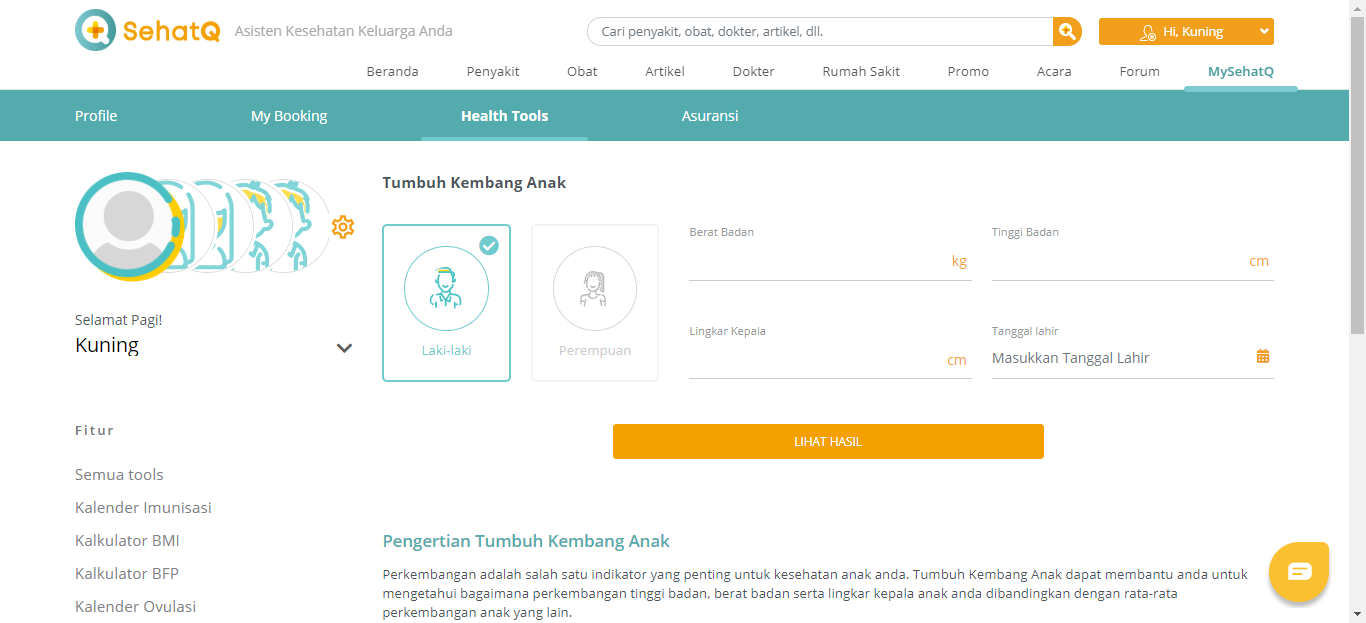 SehatQ Asisten Kesehatan Keluarga Anda
Cari penyakit, obat, dokter, artikel, dll.
Hi, Kuning
Beranda Penyakit Obat Artikel Dokter Rumah Sakit Promo Acara Forum MySehatQ
Profile My Booking Health Tools Asuransi
Selamat Pagi!
Kuning
Fitur
Semua tools
Kalender Imunisasi
Kalkulator BMI
Kalkulator BFP
Kalender Ovulasi
Tumbuh Kembang Anak
Laki-laki
Perempuan
Berat Badan
kg
Tinggi Badan
cm
Lingkar Kepala
cm
Tanggal lahir
Masukkan Tanggal Lahir
LIHAT HASIL
Pengertian Tumbuh Kembang Anak
Perkembangan adalah salah satu indikator yang penting untuk kesehatan anak anda. Tumbuh Kembang Anak dapat membantu anda untuk
mengetahui bagaimana perkembangan tinggi badan, berat badan serta lingkar kepala anak anda dibandingkan dengan rata-rata
perkembangan anak yang lain.